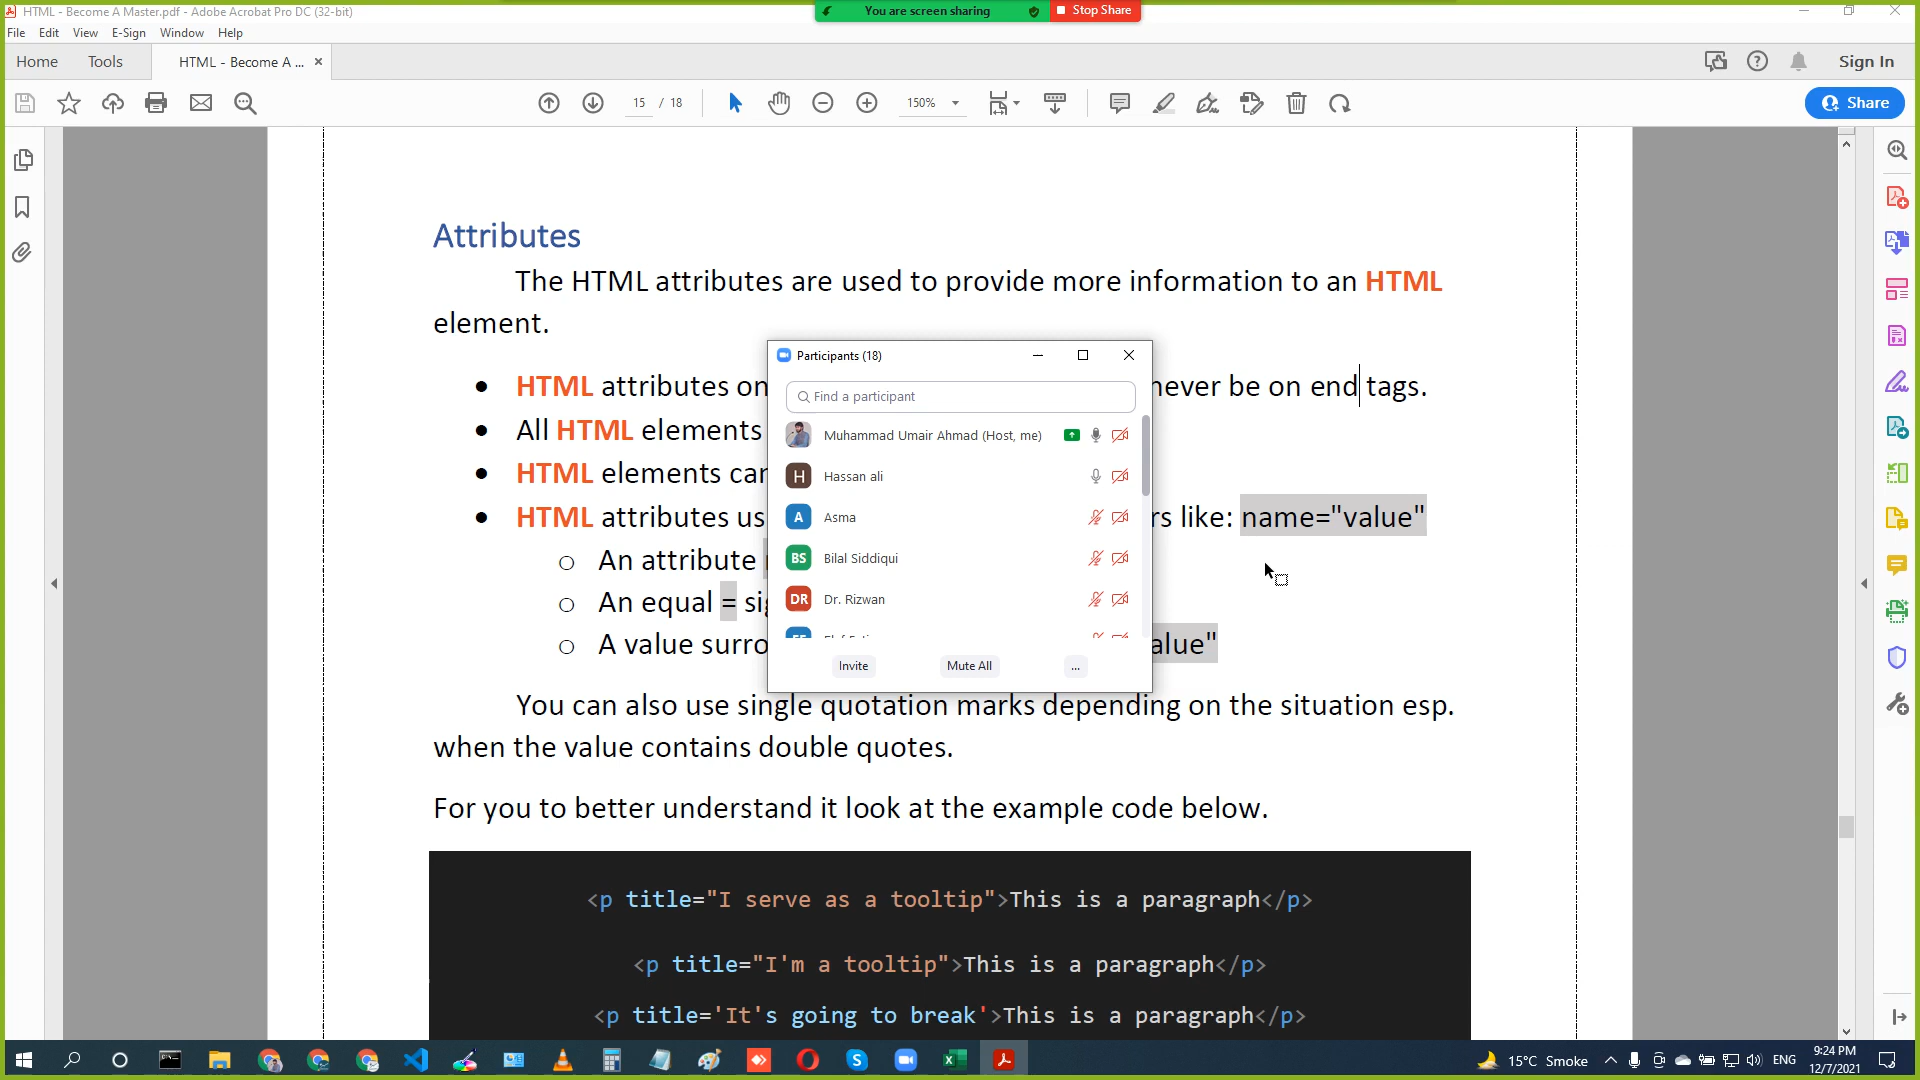 HTML - Become A Master.pdf - Adobe Acrobat Pro DC (32-bit)
You are screen sharing
Stop Share
File Edit View E-Sign Window Help
Home Tools HTML - Become A ... ×
Sign In
15 / 18
150%
Share
Attributes
The HTML attributes are used to provide more information to an HTML
element.
HTML attributes on
never be on end tags.
All HTML elements
HTML elements can
HTML attributes us
rs like: name="value"
An attribute
An equal = sig
A value surro
alue"
Participants (18)
Find a participant
Muhammad Umair Ahmad (Host, me)
H Hassan ali
A Asma
BS Bilal Siddiqui
DR Dr. Rizwan
Invite Mute All ...
You can also use single quotation marks depending on the situation esp.
when the value contains double quotes.
For you to better understand it look at the example code below.
<p title="I serve as a tooltip">This is a paragraph</p>
<p title="I'm a tooltip">This is a paragraph</p>
<p title='It's going to break'>This is a paragraph</p>
15°C Smoke
ENG
9:24 PM
12/7/2021